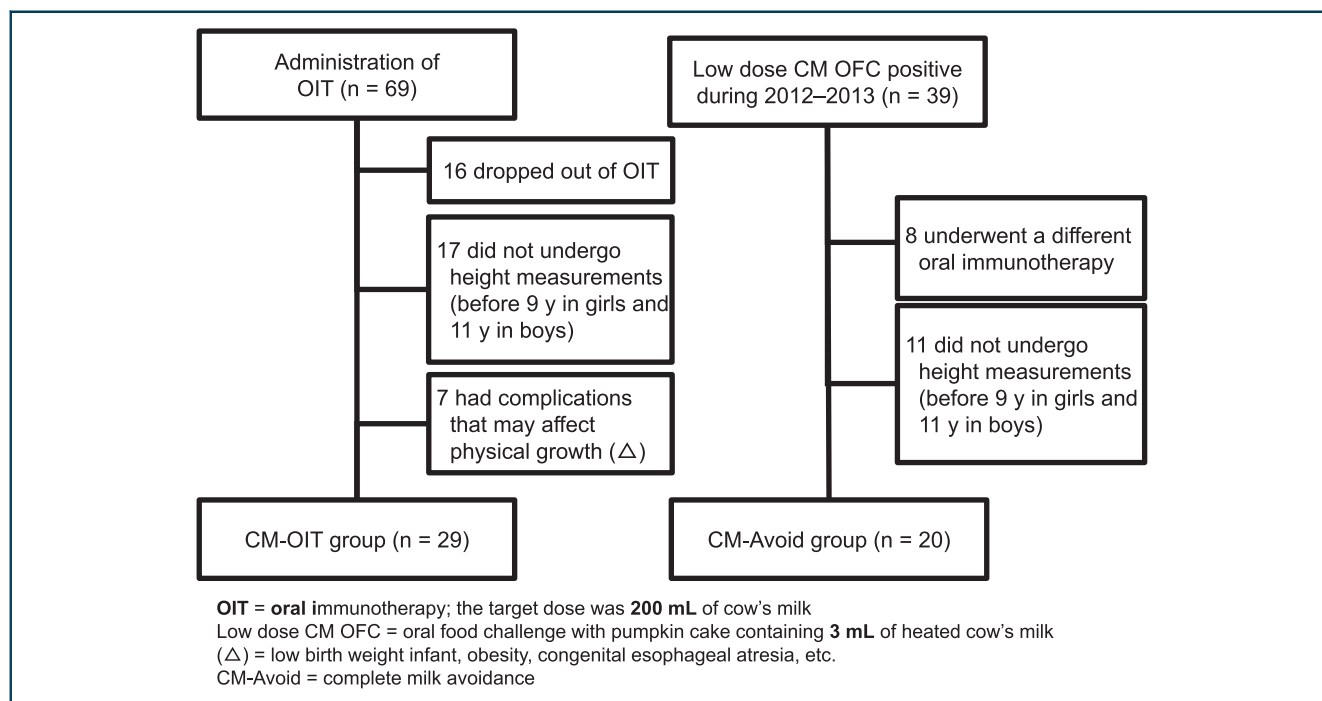 Administration of
OIT (n = 69)
16 dropped out of OIT
17 did not undergo
height measurements
(before 9 y in girls and
11 y in boys)
7 had complications
that may affect
physical growth (△)
CM-OIT group (n = 29)
Low dose CM OFC positive
during 2012–2013 (n = 39)
8 underwent a different
oral immunotherapy
11 did not undergo
height measurements
(before 9 y in girls and
11 y in boys)
CM-Avoid group (n = 20)
OIT = oral immunotherapy; the target dose was 200 mL of cow’s milk
Low dose CM OFC = oral food challenge with pumpkin cake containing 3 mL of heated cow’s milk
(△) = low birth weight infant, obesity, congenital esophageal atresia, etc.
CM-Avoid = complete milk avoidance